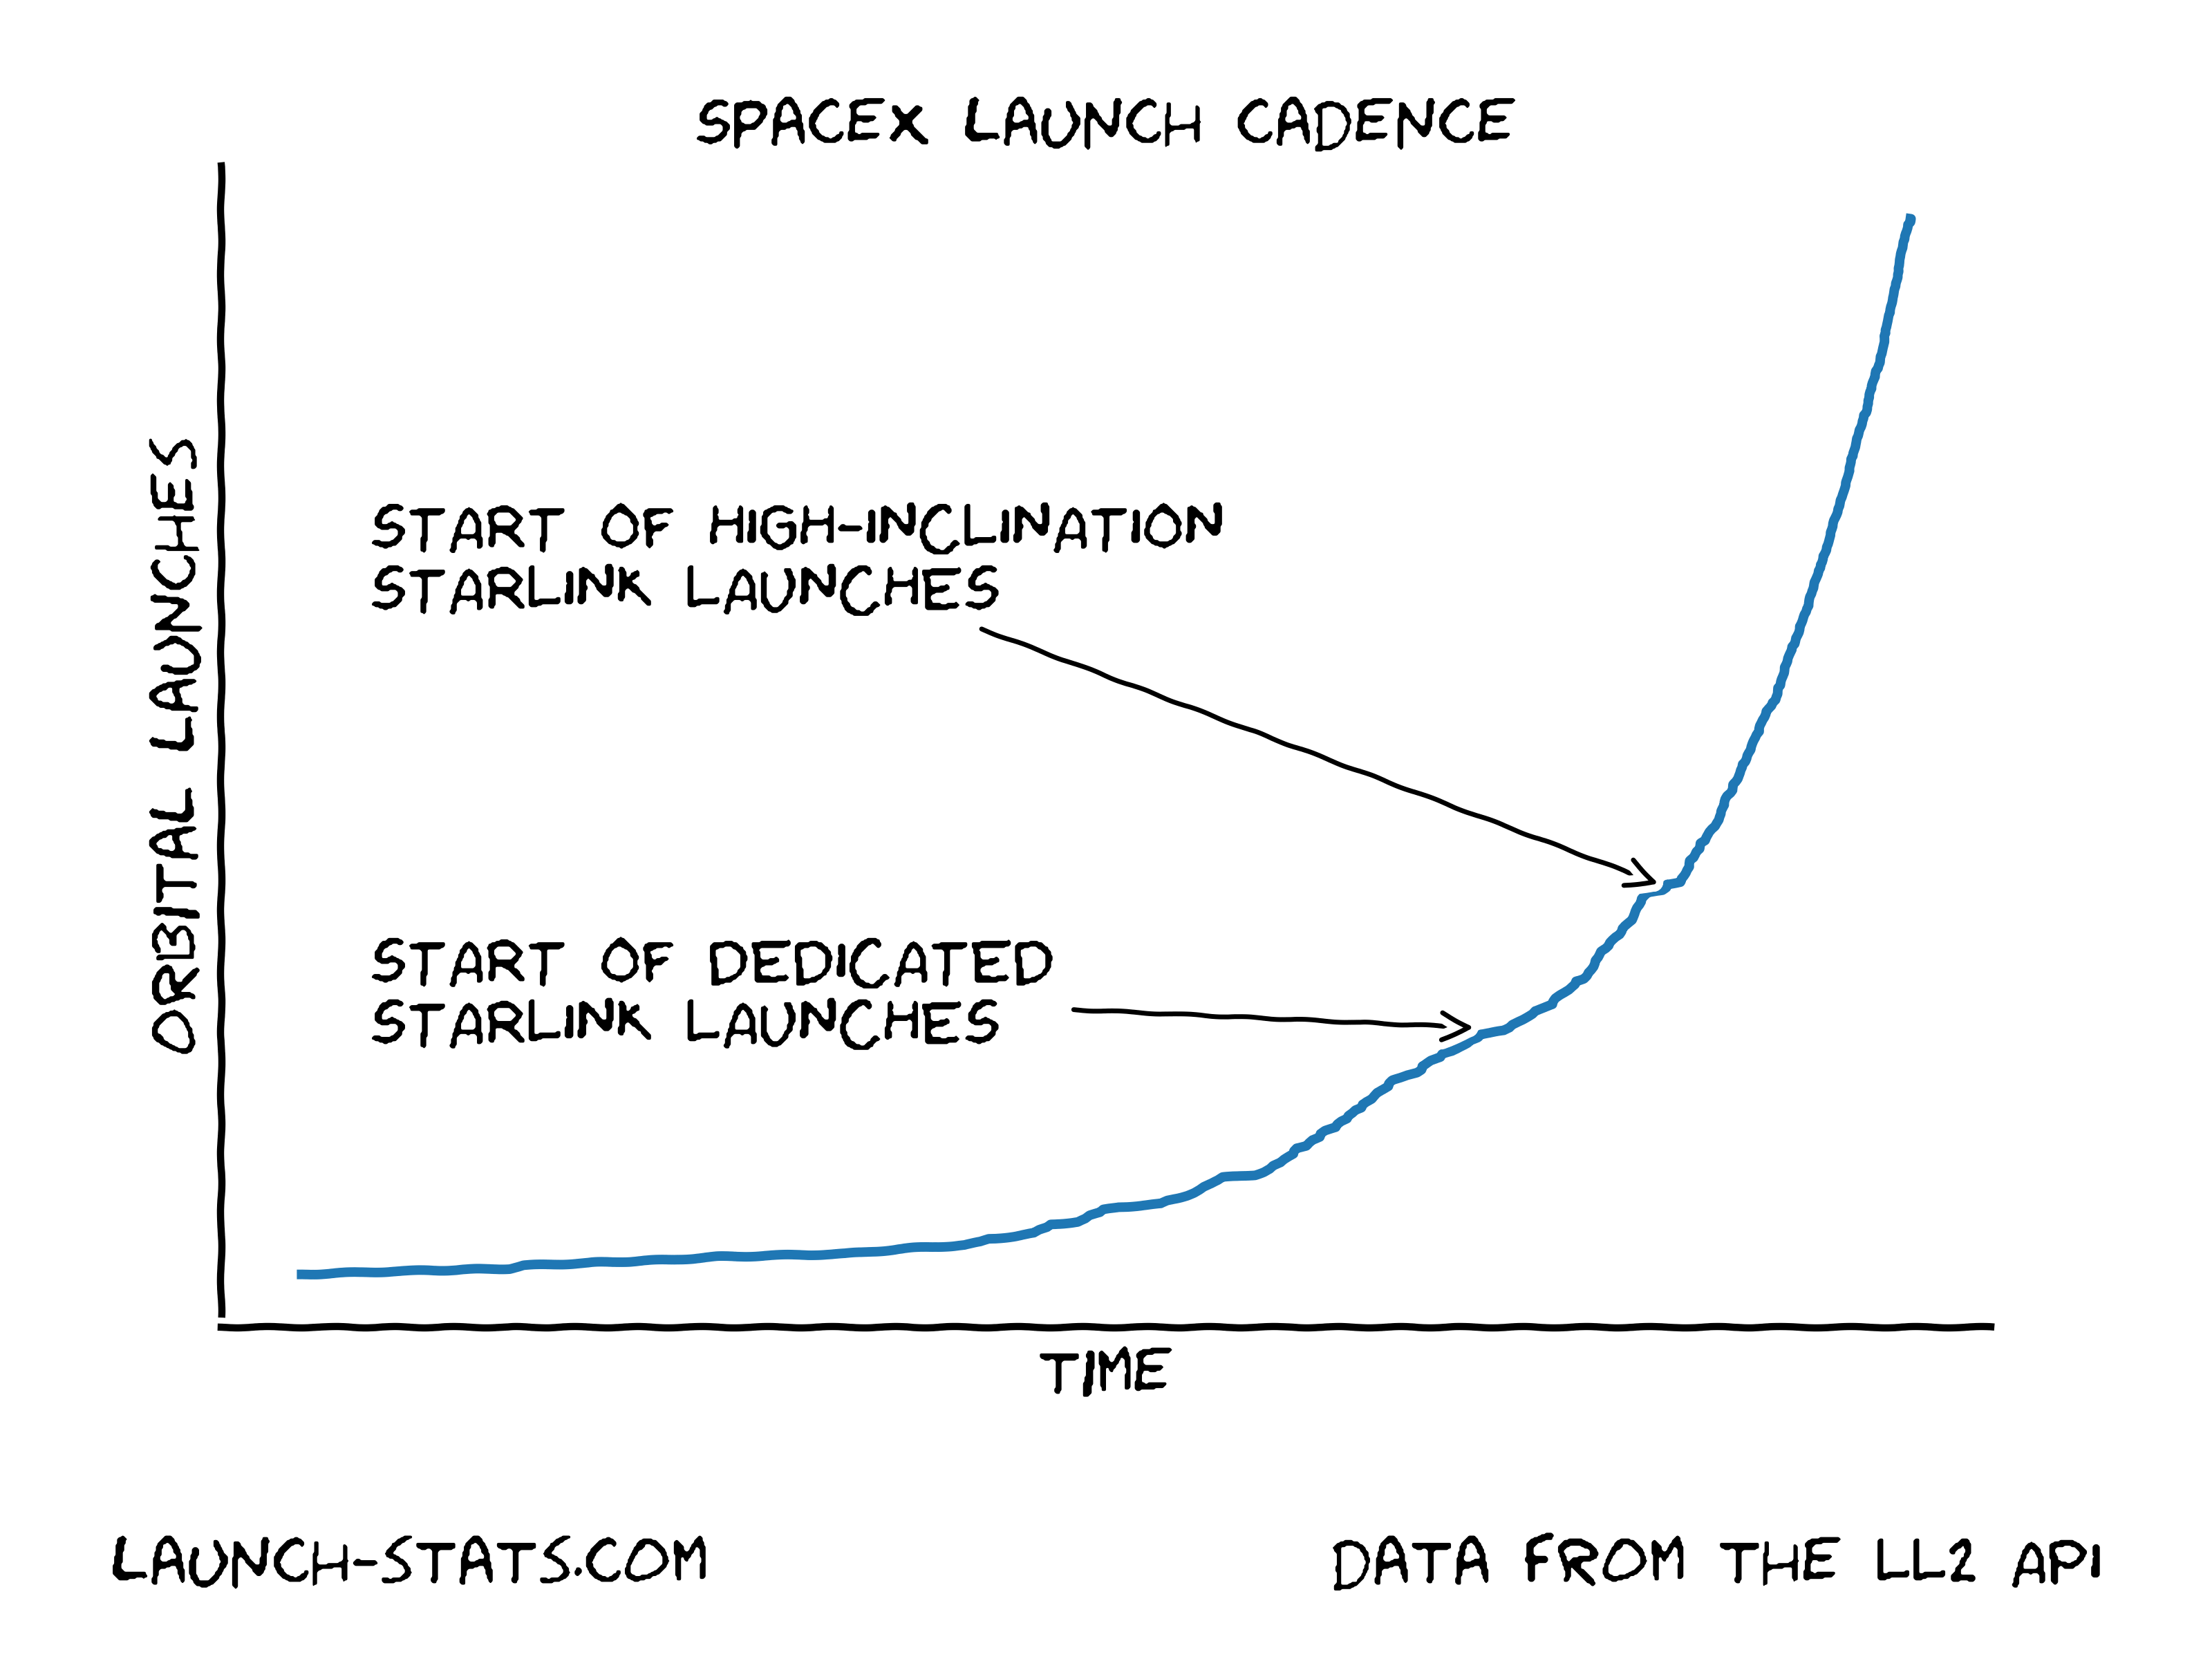 SPACEX LAUNCH CADENCE
ORBITAL LAUNCHES
START OF HIGH-INCLINATION
STARLINK LAUNCHES
START OF DEDICATED
STARLINK LAUNCHES
TIME
LAUNCH-STATS.COM
DATA FROM THE LL2 API